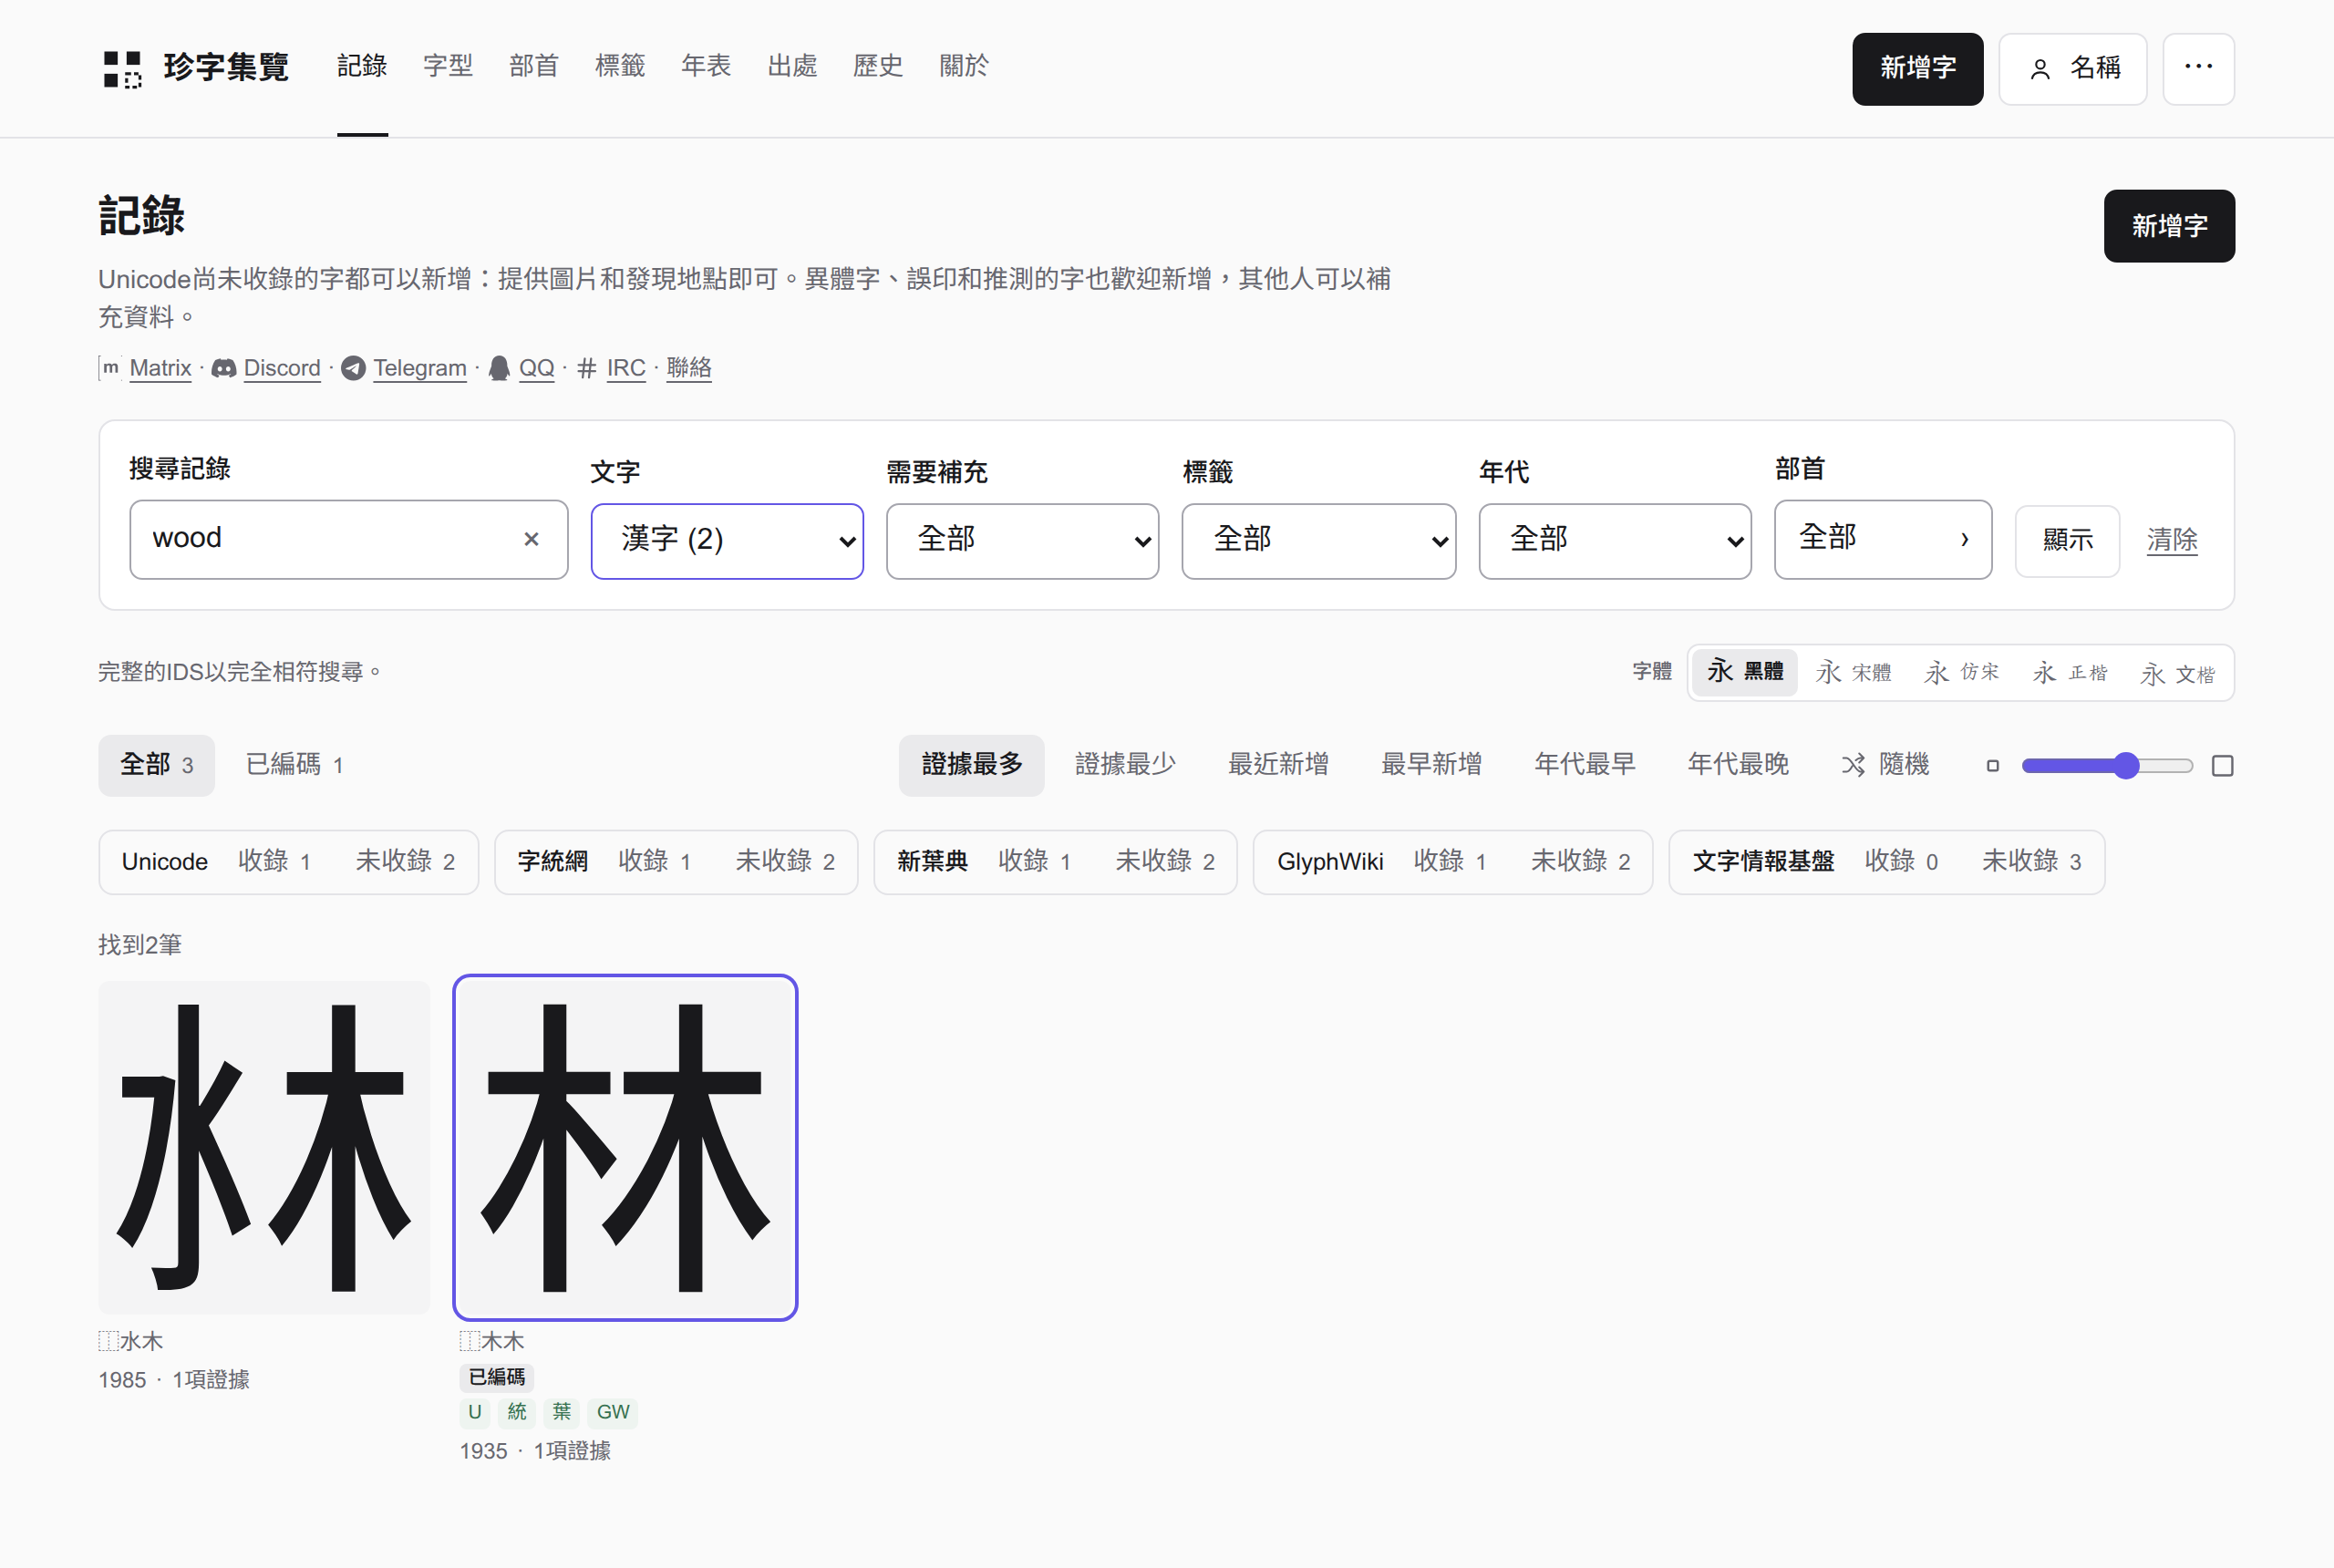 珍字集覽 記錄 字型 部首 標籤 年表 出處 歷史 關於 新增字 名稱 ···
記錄 新增字
Unicode尚未收錄的字都可以新增：提供圖片和發現地點即可。異體字、誤印和推測的字也歡迎新增，其他人可以補
充資料。
[m] Matrix · Discord · Telegram · QQ · # IRC · 聯絡
搜尋記錄 文字 需要補充 標籤 年代 部首
wood × 漢字 (2) 全部 全部 全部 全部 › 顯示 清除
完整的IDS以完全相符搜尋。 字體 永 黑體 永 宋體 永 仿宋 永 正楷 永 文楷
全部 3 已編碼 1 證據最多 證據最少 最近新增 最早新增 年代最早 年代最晚 隨機
Unicode 收錄 1 未收錄 2 字統網 收錄 1 未收錄 2 新葉典 收錄 1 未收錄 2 GlyphWiki 收錄 1 未收錄 2 文字情報基盤 收錄 0 未收錄 3
找到2筆
⿰水木 林
⿰水木 ⿰木木
1985 · 1項證據 已編碼
U 統 葉 GW
1935 · 1項證據